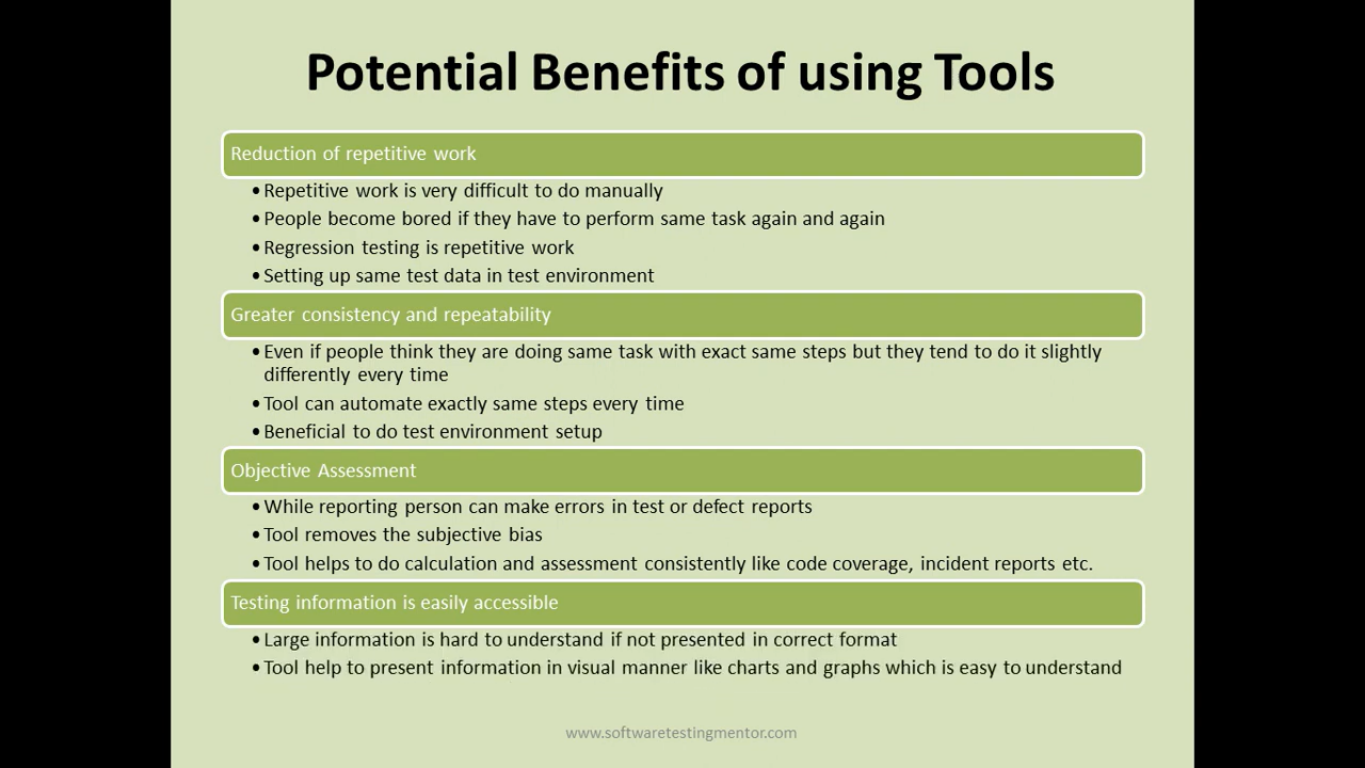 Potential Benefits of using Tools
Reduction of repetitive work
•Repetitive work is very difficult to do manually
•People become bored if they have to perform same task again and again
•Regression testing is repetitive work
•Setting up same test data in test environment
Greater consistency and repeatability
•Even if people think they are doing same task with exact same steps but they tend to do it slightly
differently every time
•Tool can automate exactly same steps every time
•Beneficial to do test environment setup
Objective Assessment
•While reporting person can make errors in test or defect reports
•Tool removes the subjective bias
•Tool helps to do calculation and assessment consistently like code coverage, incident reports etc.
Testing information is easily accessible
•Large information is hard to understand if not presented in correct format
•Tool help to present information in visual manner like charts and graphs which is easy to understand
www.softwaretestingmentor.com